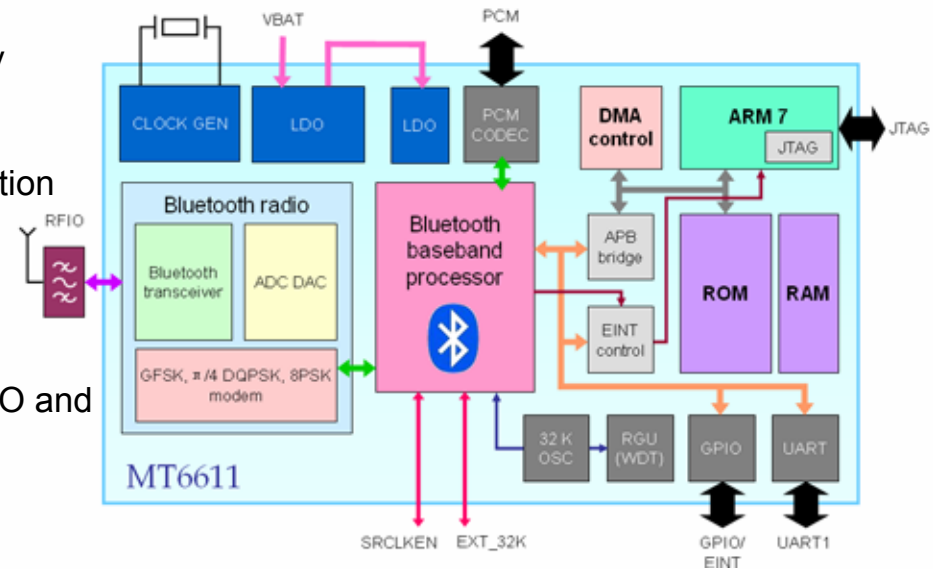 y
tion
O and
VBAT
PCM
CLOCK GEN
LDO
LDO
PCM
CODEC
DMA
control
ARM 7
JTAG
JTAG
RFIO
Bluetooth radio
Bluetooth
transceiver
ADC DAC
GFSK, π/4 DQPSK, 8PSK
modem
Bluetooth
baseband
processor
APB
bridge
EINT
control
ROM
RAM
32 K
OSC
RGU
(WDT)
GPIO
UART
MT6611
SRCLKEN
EXT_32K
GPIO/
EINT
UART1